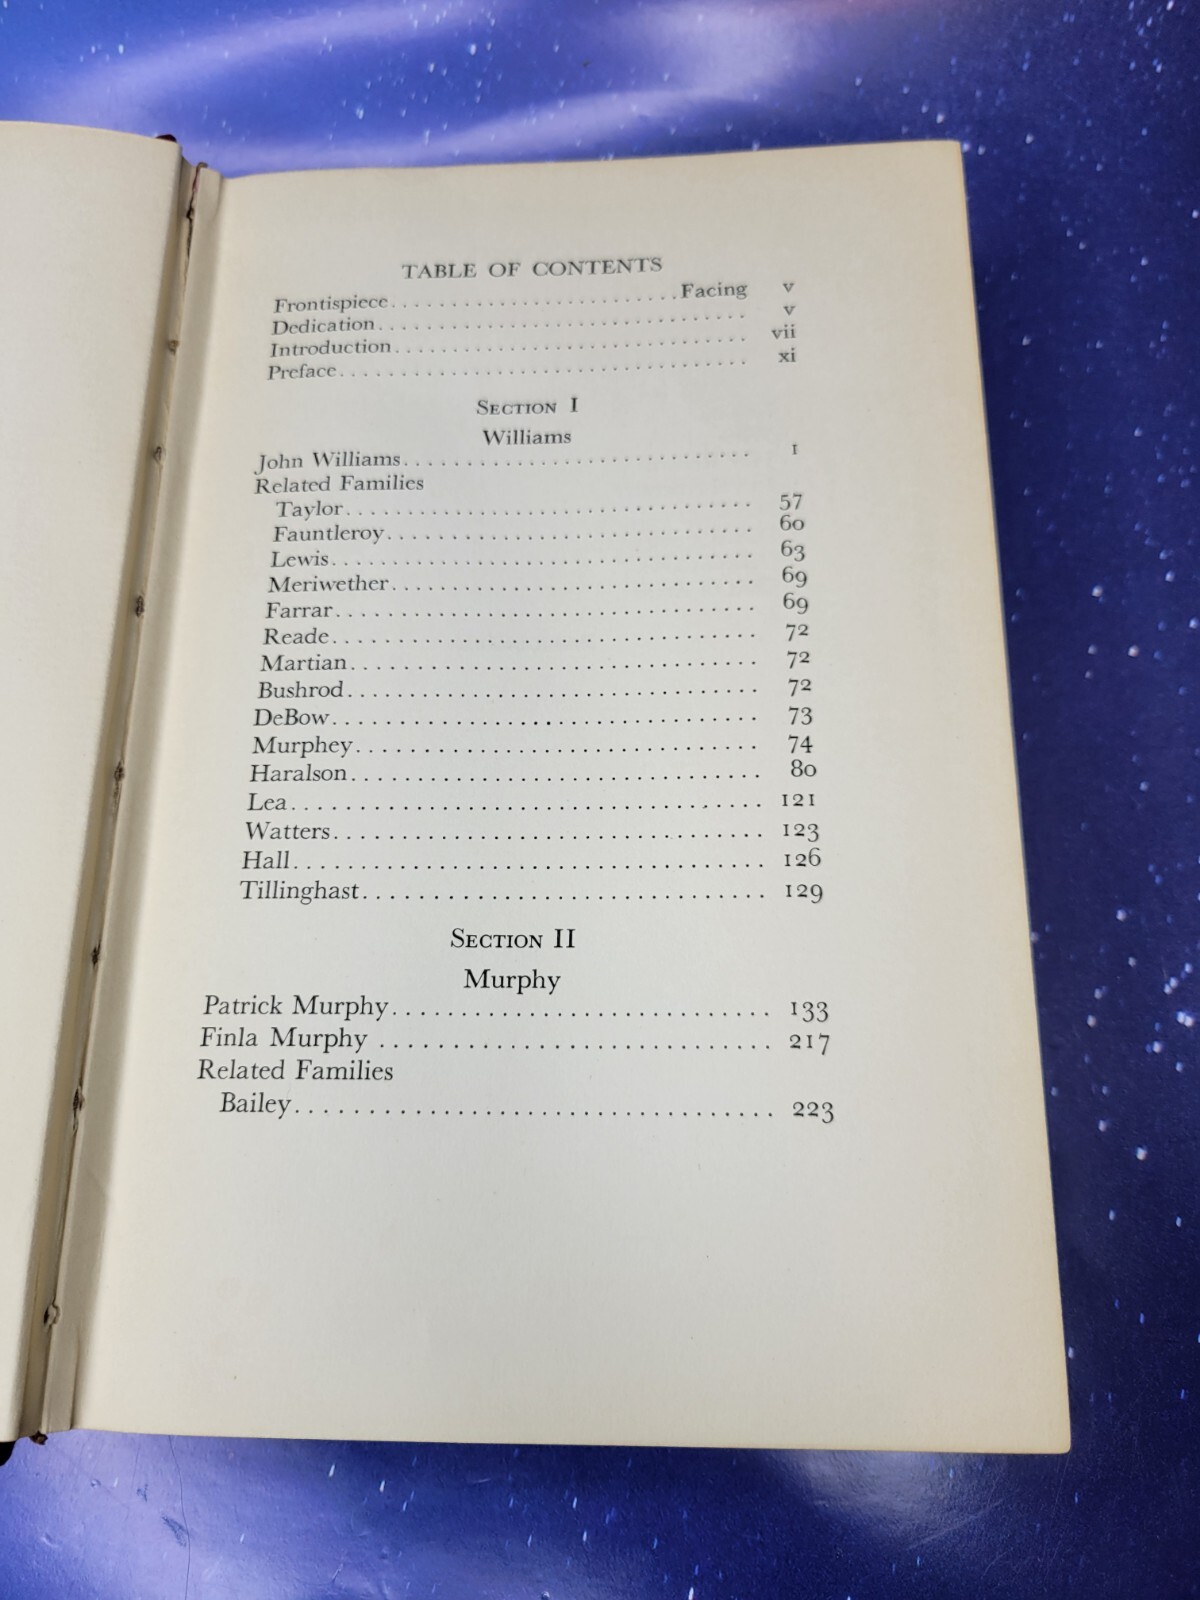 TABLE OF CONTENTS
Frontispiece.........................Facing v
Dedication.............................. v
Introduction............................ vii
Preface................................. xi
SECTION I
Williams
John Williams............................ 1
Related Families
Taylor................................. 57
Fauntleroy.............................. 60
Lewis.................................. 63
Meriwether.............................. 69
Farrar.................................. 69
Reade................................... 72
Martian................................. 72
Bushrod................................. 72
DeBow................................... 73
Murphey................................. 74
Haralson................................ 80
Lea..................................... 121
Watters................................. 123
Hall.................................... 126
Tillinghast.............................. 129
SECTION II
Murphy
Patrick Murphy............................ 133
Finla Murphy ............................ 217
Related Families
Bailey.................................. 223